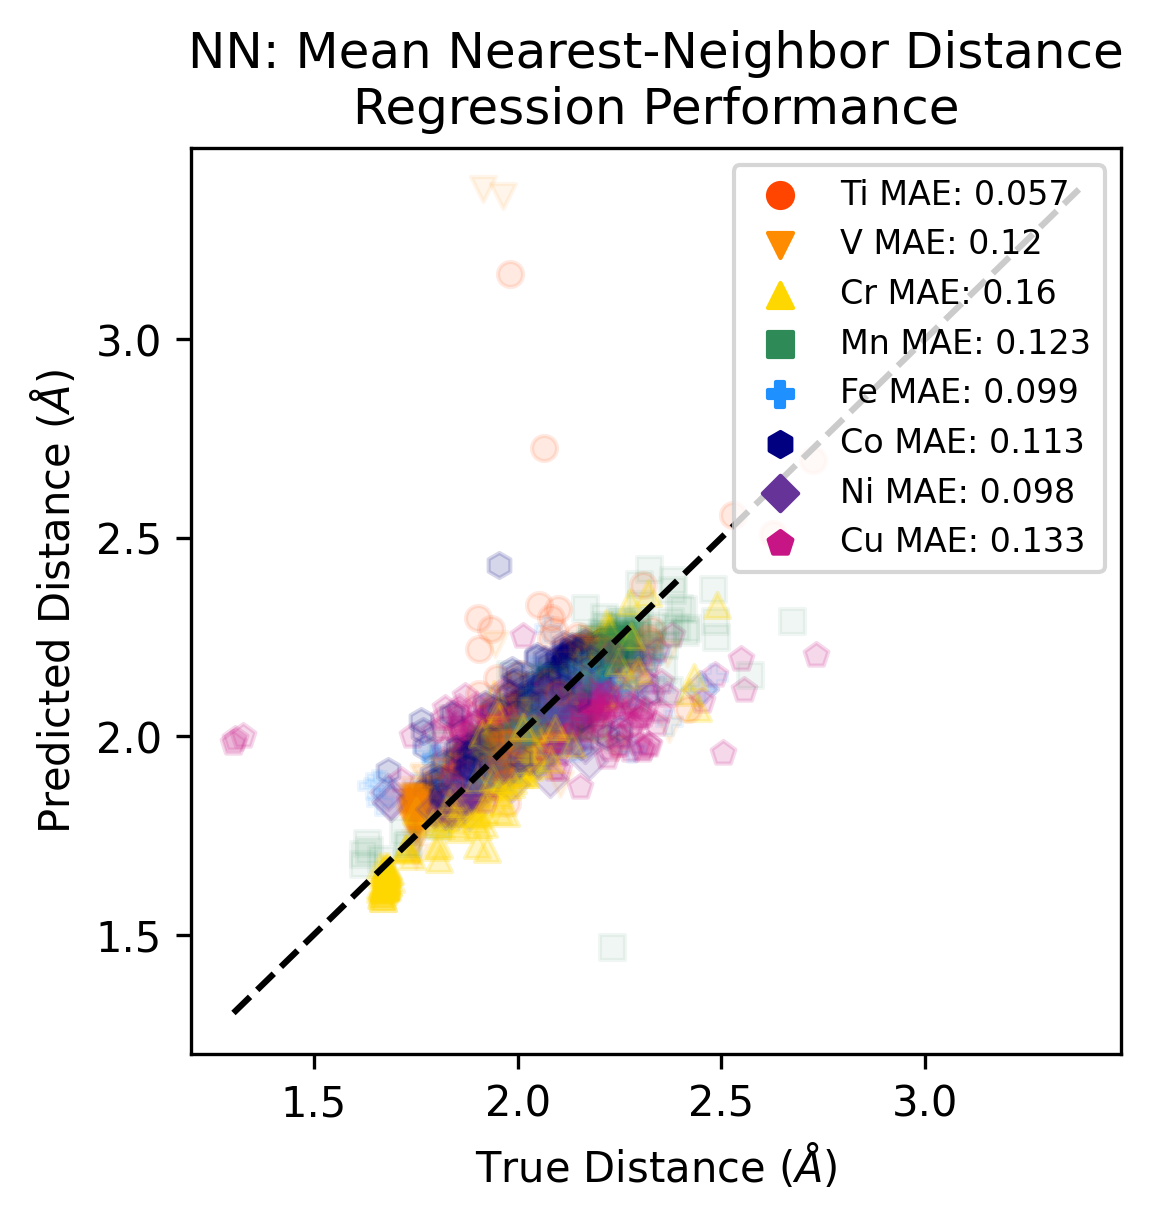 NN: Mean Nearest-Neighbor Distance
Regression Performance
Ti MAE: 0.057
V MAE: 0.12
Cr MAE: 0.16
Mn MAE: 0.123
Fe MAE: 0.099
Co MAE: 0.113
Ni MAE: 0.098
Cu MAE: 0.133
Predicted Distance (Å)
3.0
2.5
2.0
1.5
1.5 2.0 2.5 3.0
True Distance (Å)